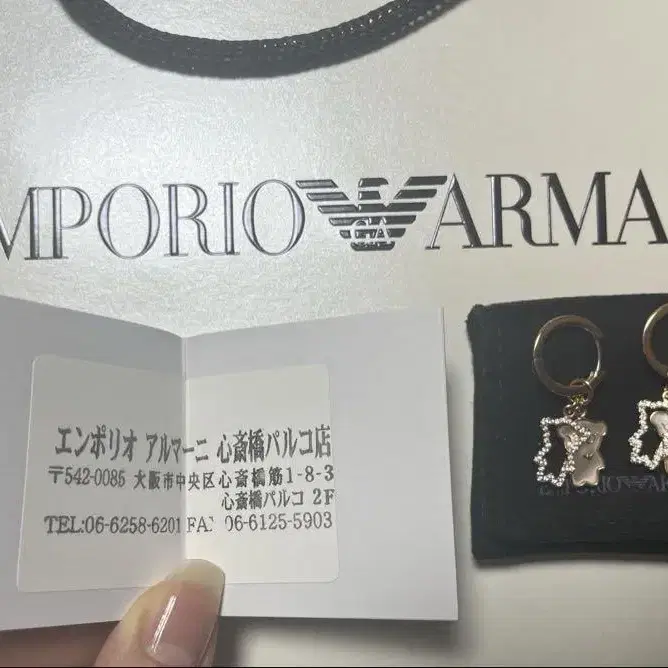 MPORIO ARMA
GA
エンポリオ アルマーニ 心斎橋パルコ店
〒542-0085 大阪市中央区心斎橋筋1-8-3
心斎橋パルコ 2F
TEL:06-6258-6201 FAX 06-6125-5903
EMPORIO AR